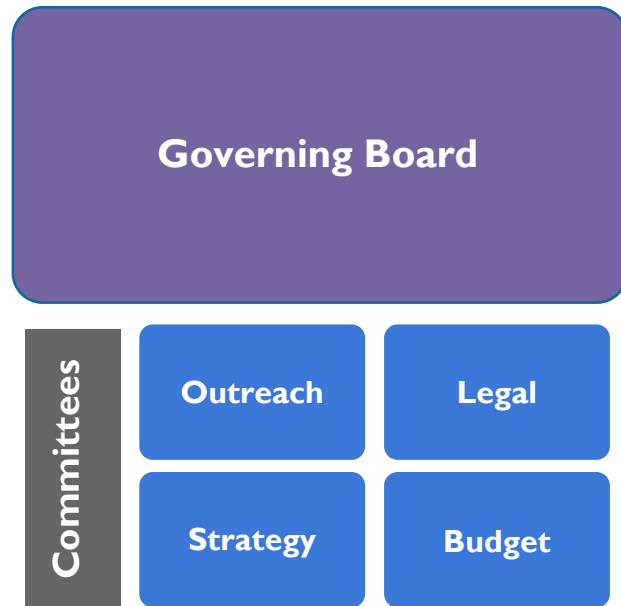 Governing Board
Committees
Outreach
Legal
Strategy
Budget